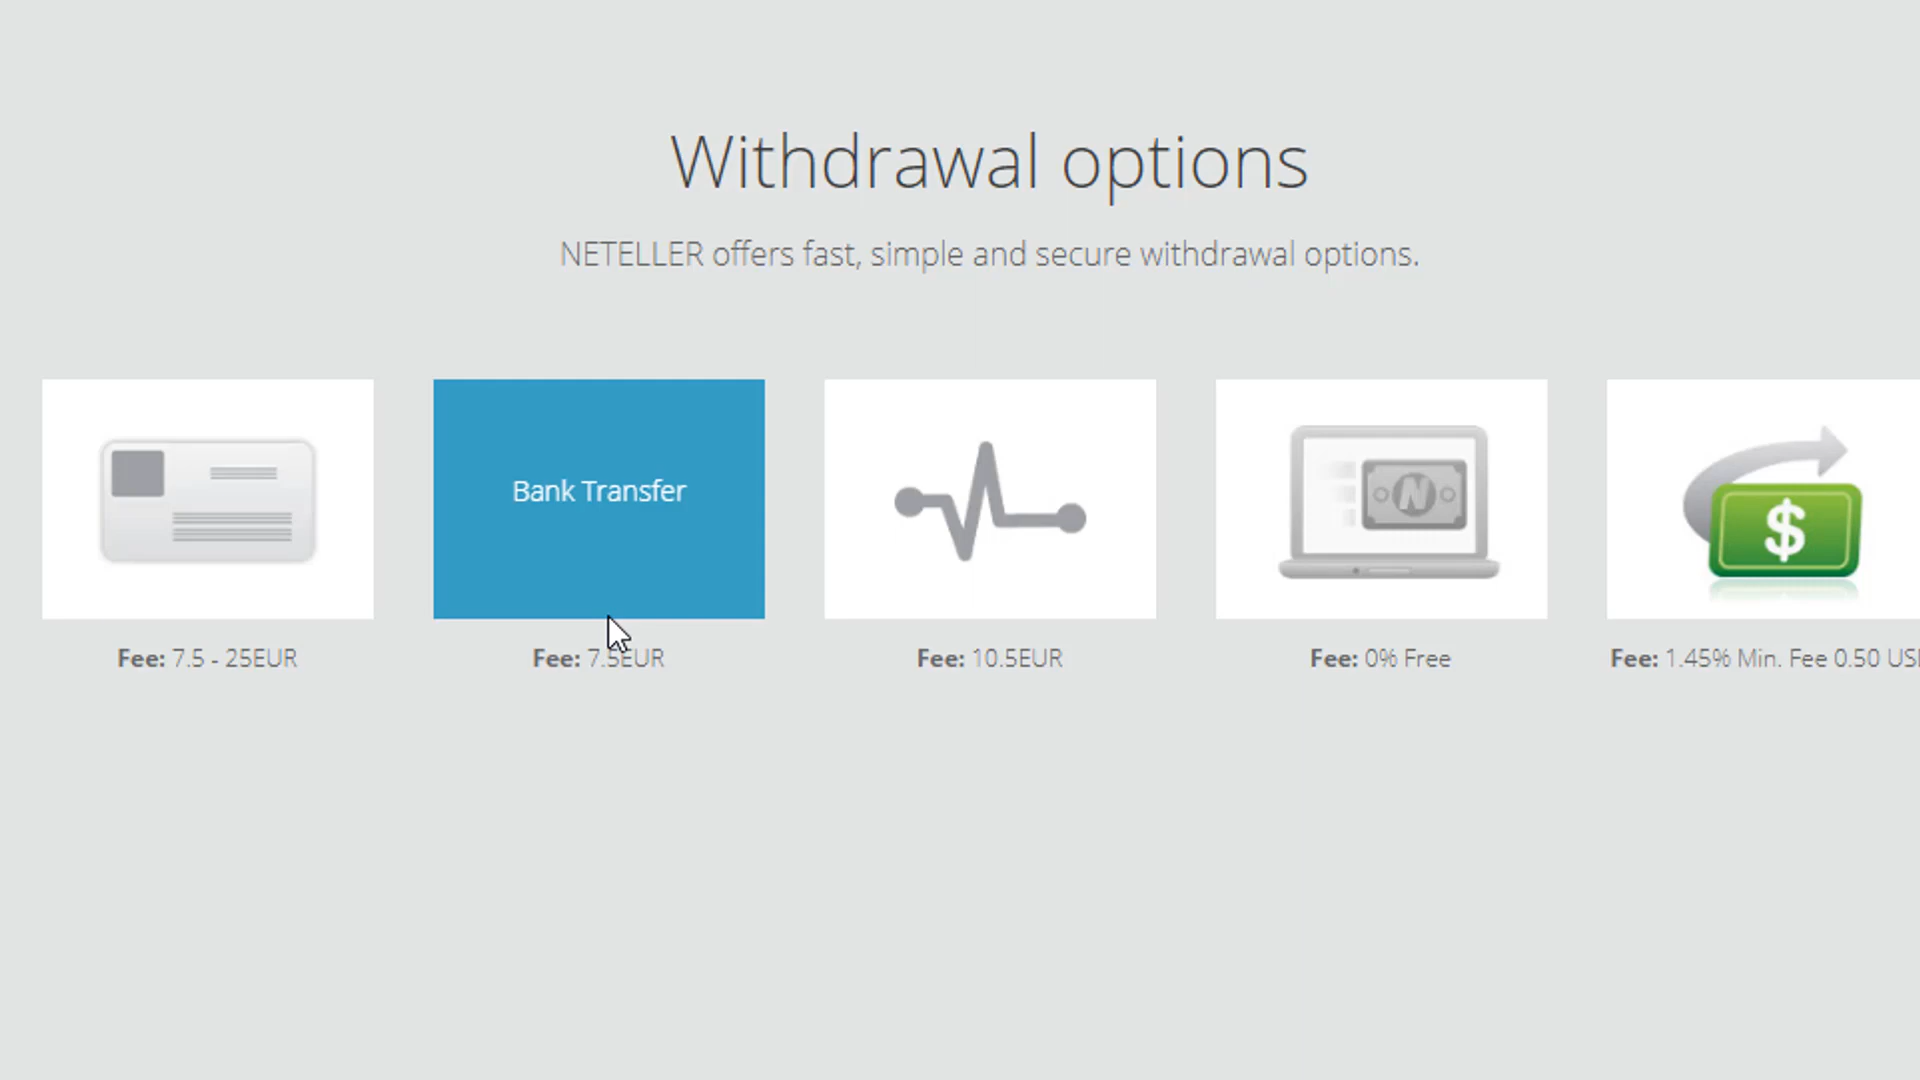 Withdrawal options
NETELLER offers fast, simple and secure withdrawal options.
Bank Transfer
N
$
Fee: 7.5 - 25EUR
Fee: 7.5EUR
Fee: 10.5EUR
Fee: 0% Free
Fee: 1.45% Min. Fee 0.50 USD